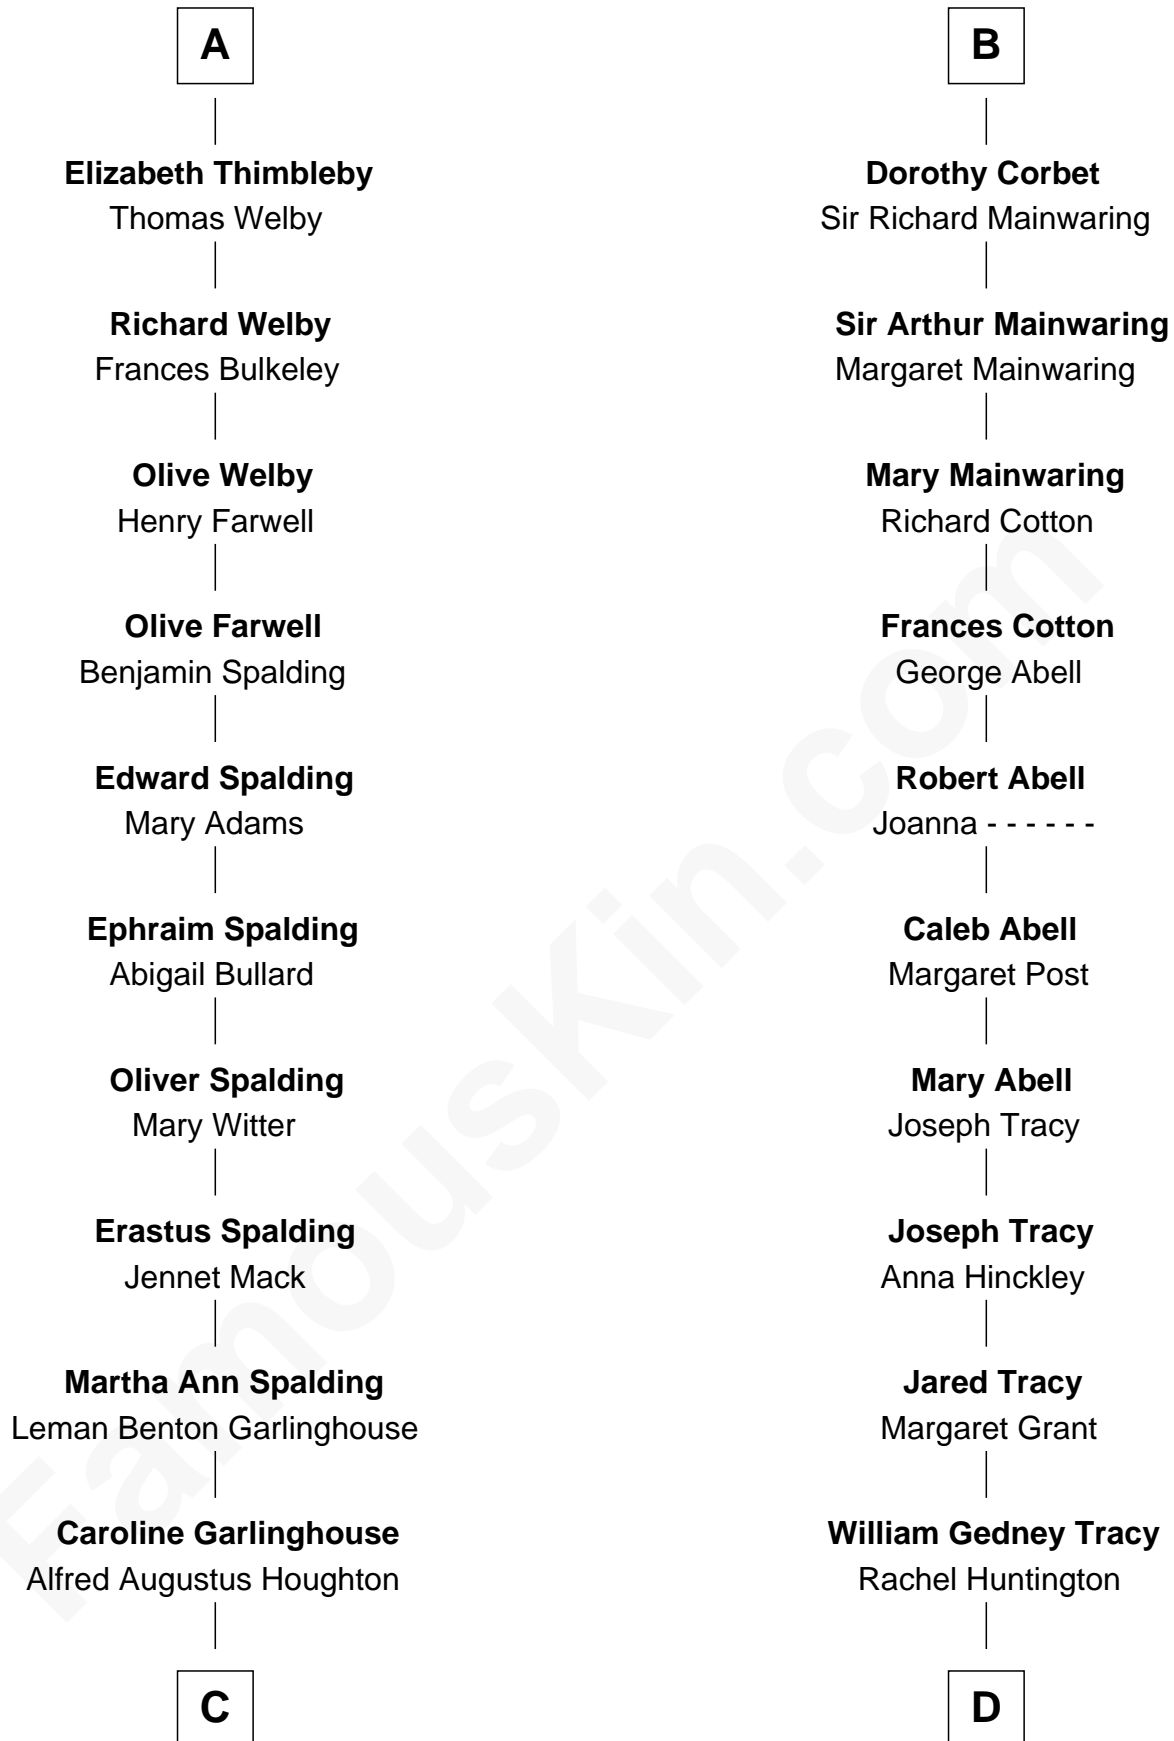 A
Elizabeth Thimbleby
Thomas Welby
Richard Welby
Frances Bulkeley
Olive Welby
Henry Farwell
Olive Farwell
Benjamin Spalding
Edward Spalding
Mary Adams
Ephraim Spalding
Abigail Bullard
Oliver Spalding
Mary Witter
Erastus Spalding
Jennet Mack
Martha Ann Spalding
Leman Benton Garlinghouse
Caroline Garlinghouse
Alfred Augustus Houghton
C
B
Dorothy Corbet
Sir Richard Mainwaring
Sir Arthur Mainwaring
Margaret Mainwaring
Mary Mainwaring
Richard Cotton
Frances Cotton
George Abell
Robert Abell
Joanna - - - - - -
Caleb Abell
Margaret Post
Mary Abell
Joseph Tracy
Joseph Tracy
Anna Hinckley
Jared Tracy
Margaret Grant
William Gedney Tracy
Rachel Huntington
D
FamousKin.com